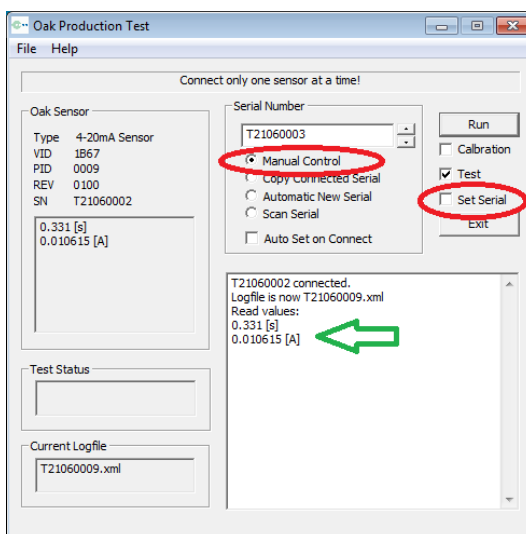 Oak Production Test
File Help
Connect only one sensor at a time!
Oak Sensor
Type 4-20mA Sensor
VID 1B67
PID 0009
REV 0100
SN T21060002
0.331 [s]
0.010615 [A]
Test Status
Current Logfile
T21060009.xml
Serial Number
T21060003
Manual Control
Copy Connected Serial
Automatic New Serial
Scan Serial
Auto Set on Connect
Run
Calbration
Test
Set Serial
Exit
T21060002 connected.
Logfile is now T21060009.xml
Read values:
0.331 [s]
0.010615 [A]